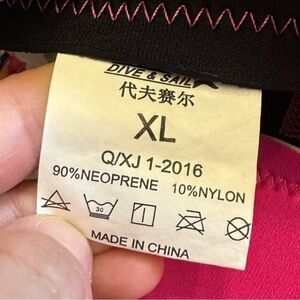 DIVE & SAIL
代夫赛尔
XL
Q/XJ 1-2016
90%NEOPRENE 10%NYLON
30
MADE IN CHINA